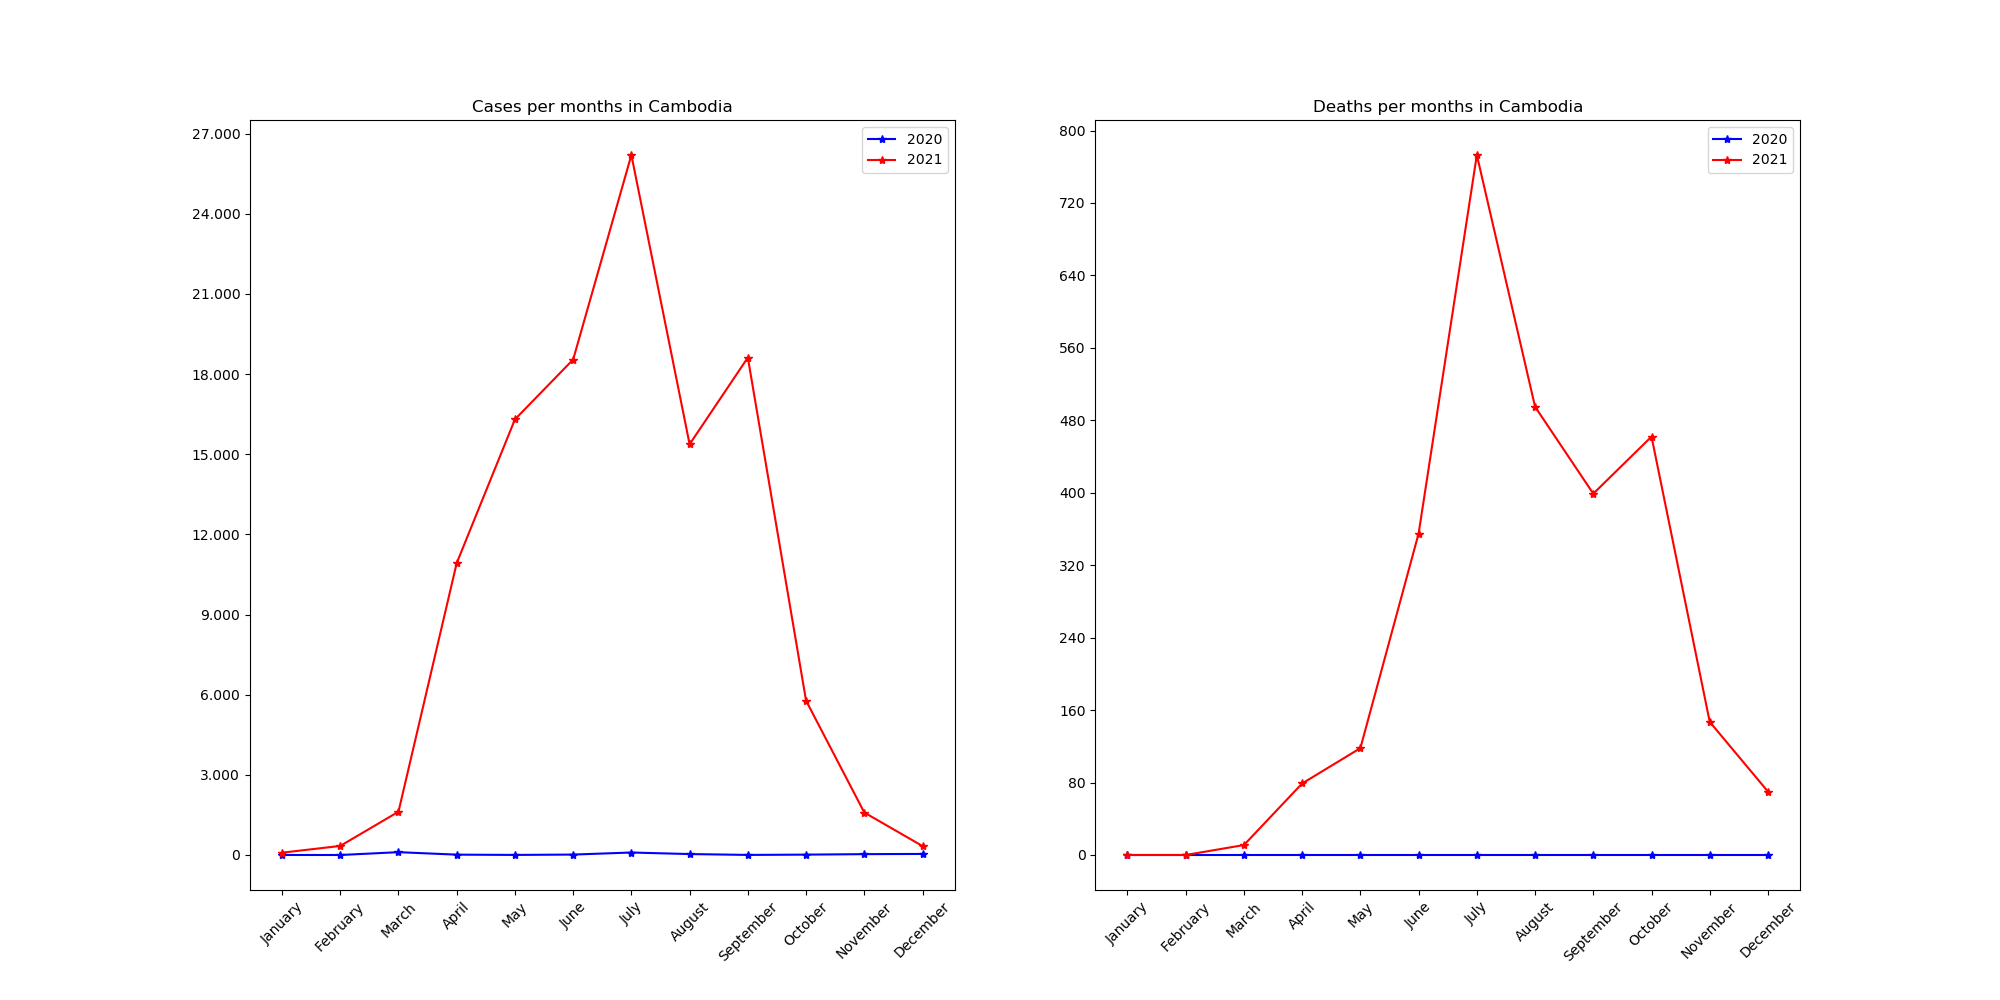 Cases per months in Cambodia
27.000
24.000
21.000
18.000
15.000
12.000
9.000
6.000
3.000
0
2020
2021
January
February
March
April
May
June
July
August
September
October
November
December
Deaths per months in Cambodia
800
720
640
560
480
400
320
240
160
80
0
2020
2021
January
February
March
April
May
June
July
August
September
October
November
December